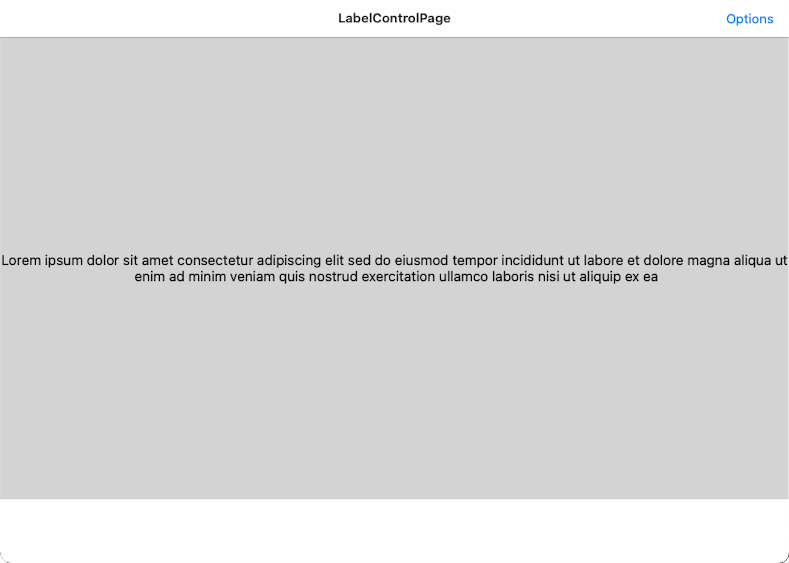 LabelControlPage
Options
Lorem ipsum dolor sit amet consectetur adipiscing elit sed do eiusmod tempor incididunt ut labore et dolore magna aliqua ut
enim ad minim veniam quis nostrud exercitation ullamco laboris nisi ut aliquip ex ea